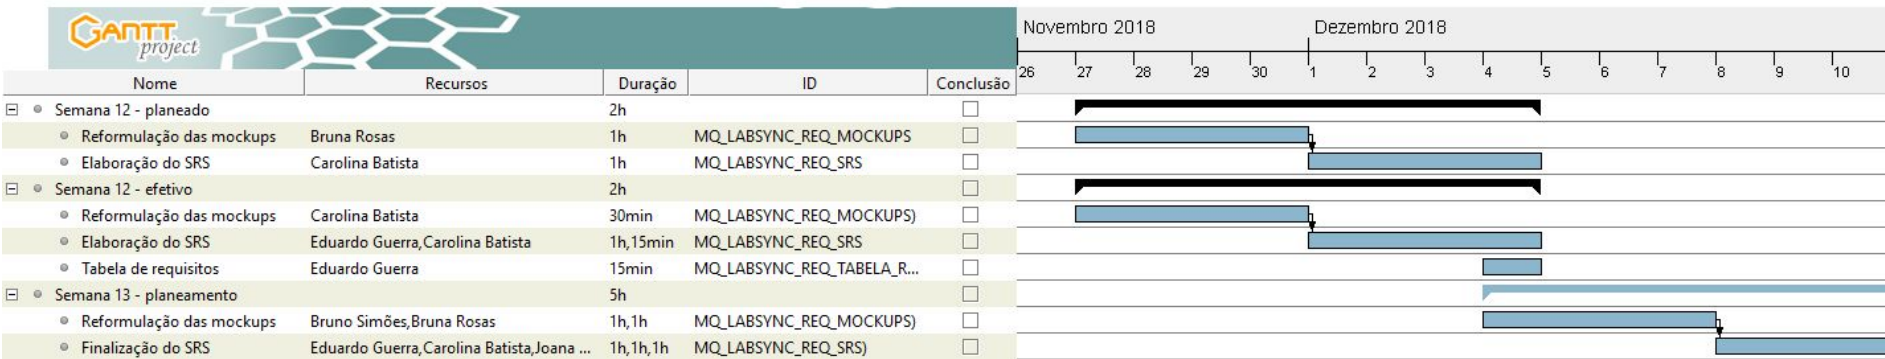 GANTT project
Novembro 2018 Dezembro 2018
26 27 28 29 30 1 2 3 4 5 6 7 8 9 10
Nome Recursos Duração ID Conclusão
Semana 12 - planeado 2h
Reformulação das mockups Bruna Rosas 1h MQ_LABSYNC_REQ_MOCKUPS
Elaboração do SRS Carolina Batista 1h MQ_LABSYNC_REQ_SRS
Semana 12 - efetivo 2h
Reformulação das mockups Carolina Batista 30min MQ_LABSYNC_REQ_MOCKUPS)
Elaboração do SRS Eduardo Guerra,Carolina Batista 1h,15min MQ_LABSYNC_REQ_SRS
Tabela de requisitos Eduardo Guerra 15min MQ_LABSYNC_REQ_TABELA_R...
Semana 13 - planeamento 5h
Reformulação das mockups Bruno Simões,Bruna Rosas 1h,1h MQ_LABSYNC_REQ_MOCKUPS)
Finalização do SRS Eduardo Guerra,Carolina Batista,Joana ... 1h,1h,1h MQ_LABSYNC_REQ_SRS)